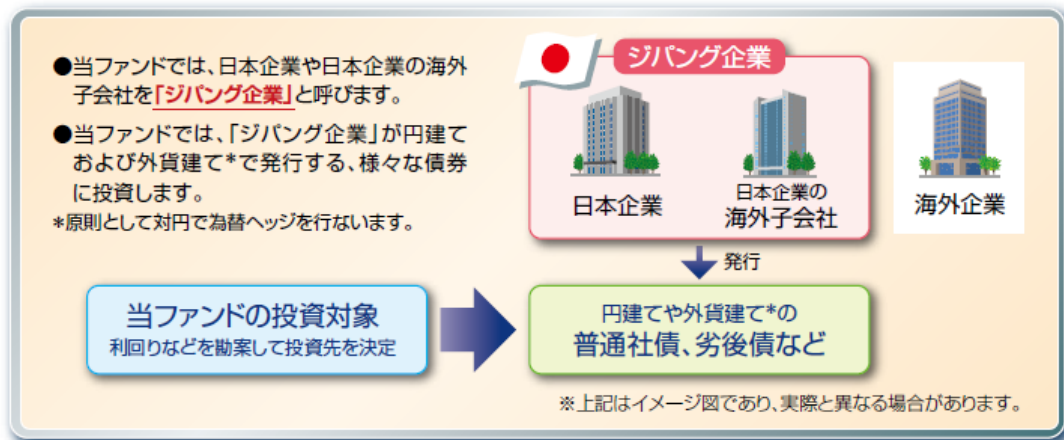 ●当ファンドでは、日本企業や日本企業の海外
子会社を「ジパング企業」と呼びます。
●当ファンドでは、「ジパング企業」が円建て
および外貨建て*で発行する、様々な債券
に投資します。
*原則として対円で為替ヘッジを行ないます。
ジパング企業
日本企業
日本企業の
海外子会社
海外企業
発行
当ファンドの投資対象
利回りなどを勘案して投資先を決定
円建てや外貨建て*の
普通社債、劣後債など
※上記はイメージ図であり、実際と異なる場合があります。